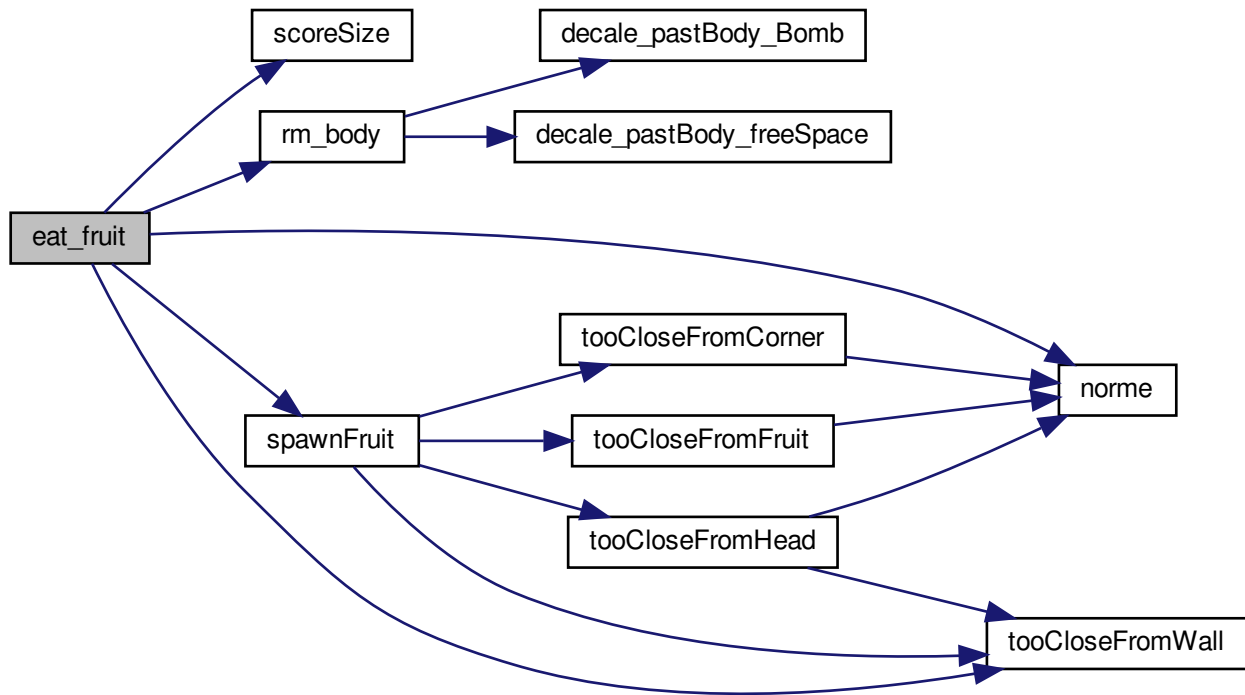 scoreSize
decale_pastBody_Bomb
rm_body
decale_pastBody_freeSpace
eat_fruit
tooCloseFromCorner
norme
spawnFruit
tooCloseFromFruit
tooCloseFromHead
tooCloseFromWall